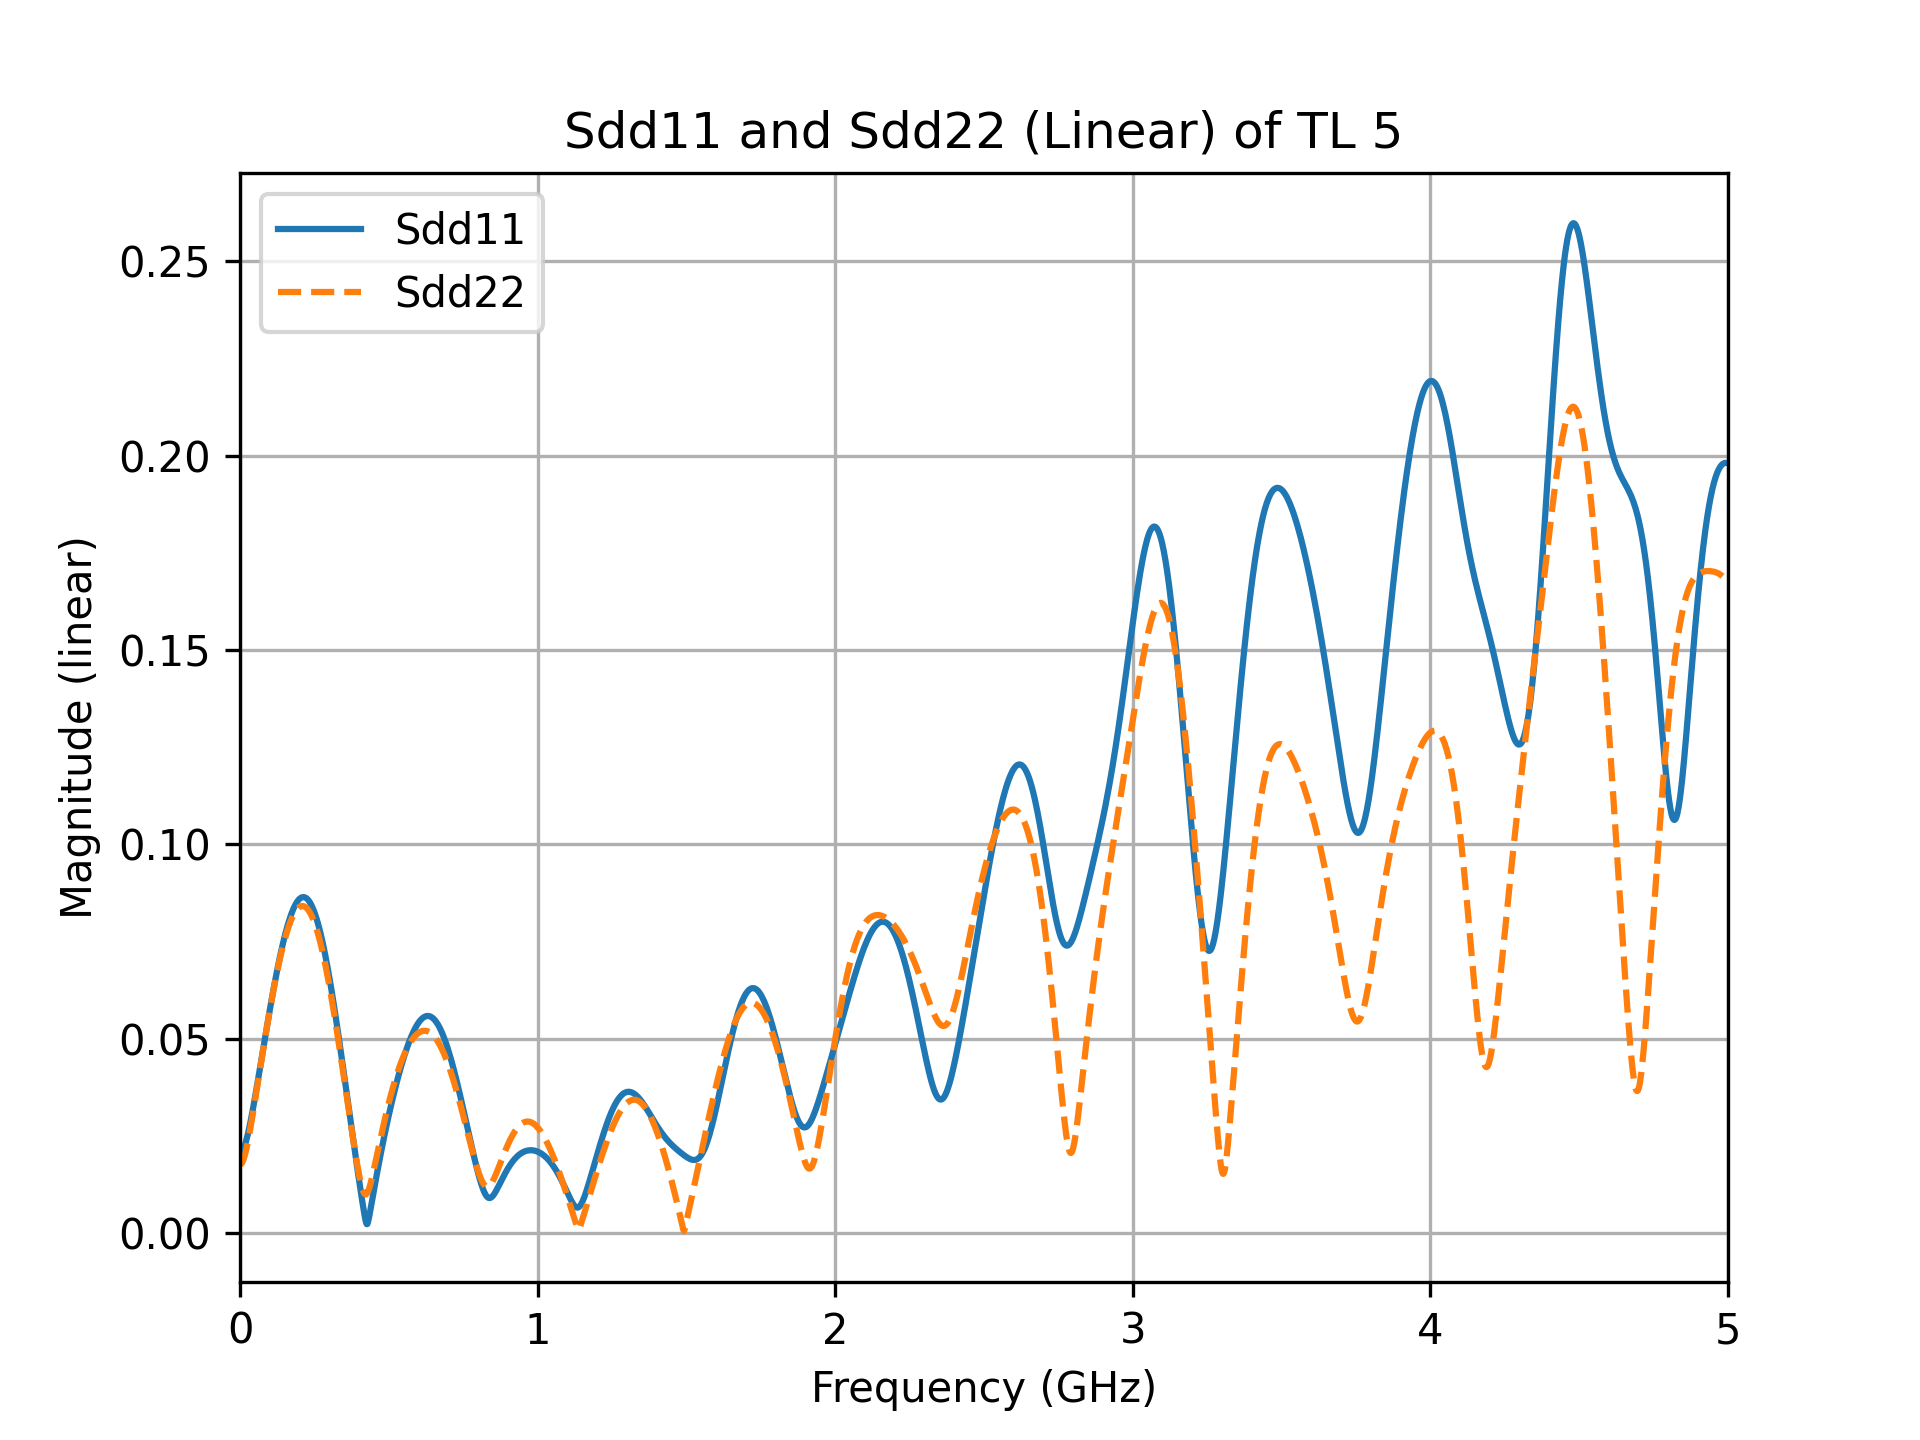 Sdd11 and Sdd22 (Linear) of TL 5
Sdd11
Sdd22
Magnitude (linear)
0.25
0.20
0.15
0.10
0.05
0.00
0 1 2 3 4 5
Frequency (GHz)